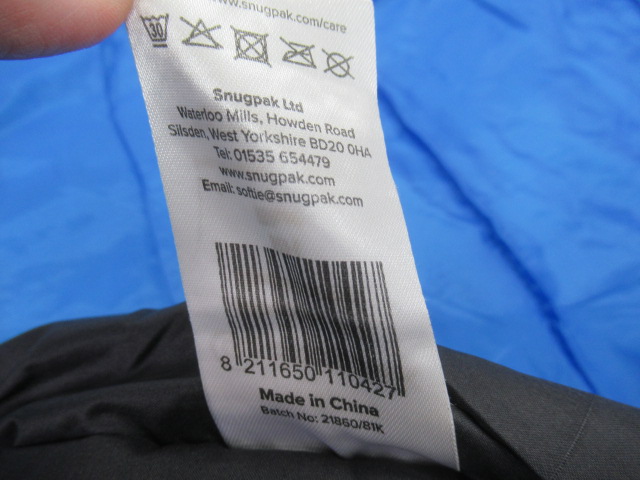 www.snugpak.com/care
30
Snugpak Ltd
Waterloo Mills, Howden Road
Silsden, West Yorkshire BD20 0HA
Tel: 01535 654479
www.snugpak.com
Email: softie@snugpak.com
8 211650 110427
Made in China
Batch No: 21860/81K